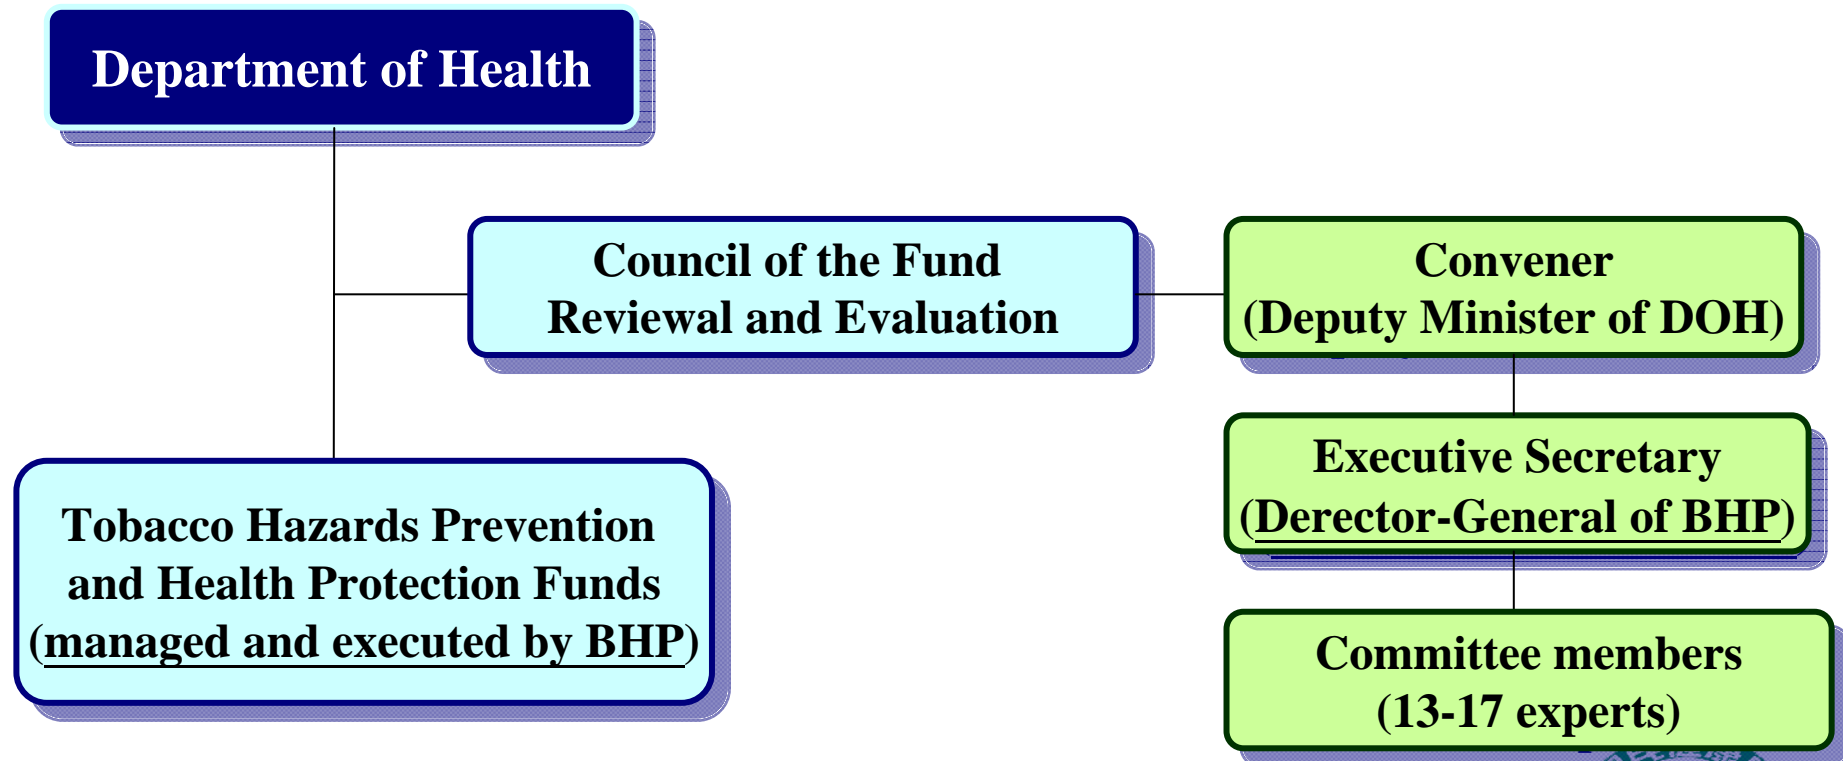 Department of Health
Council of the Fund
Reviewal and Evaluation
Convener
(Deputy Minister of DOH)
Executive Secretary
(Derector-General of BHP)
Tobacco Hazards Prevention
and Health Protection Funds
(managed and executed by BHP)
Committee members
(13-17 experts)